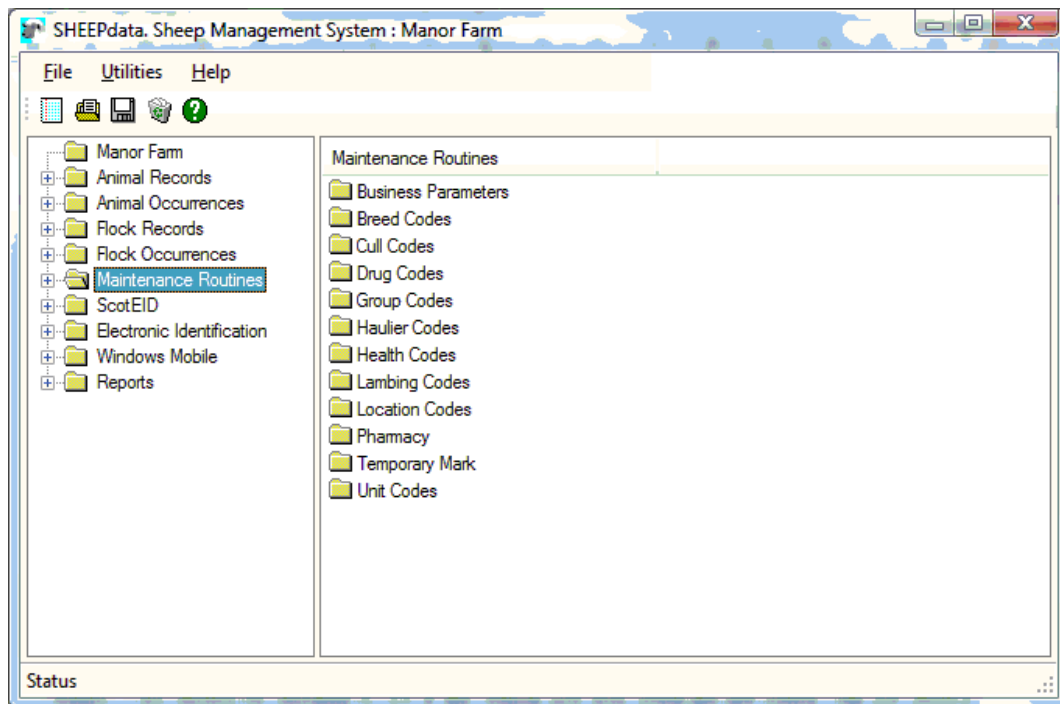 SHEEPdata. Sheep Management System : Manor Farm
File Utilities Help
Manor Farm
Animal Records
Animal Occurrences
Flock Records
Flock Occurrences
Maintenance Routines
ScotEID
Electronic Identification
Windows Mobile
Reports
Maintenance Routines
Business Parameters
Breed Codes
Cull Codes
Drug Codes
Group Codes
Haulier Codes
Health Codes
Lambing Codes
Location Codes
Pharmacy
Temporary Mark
Unit Codes
Status